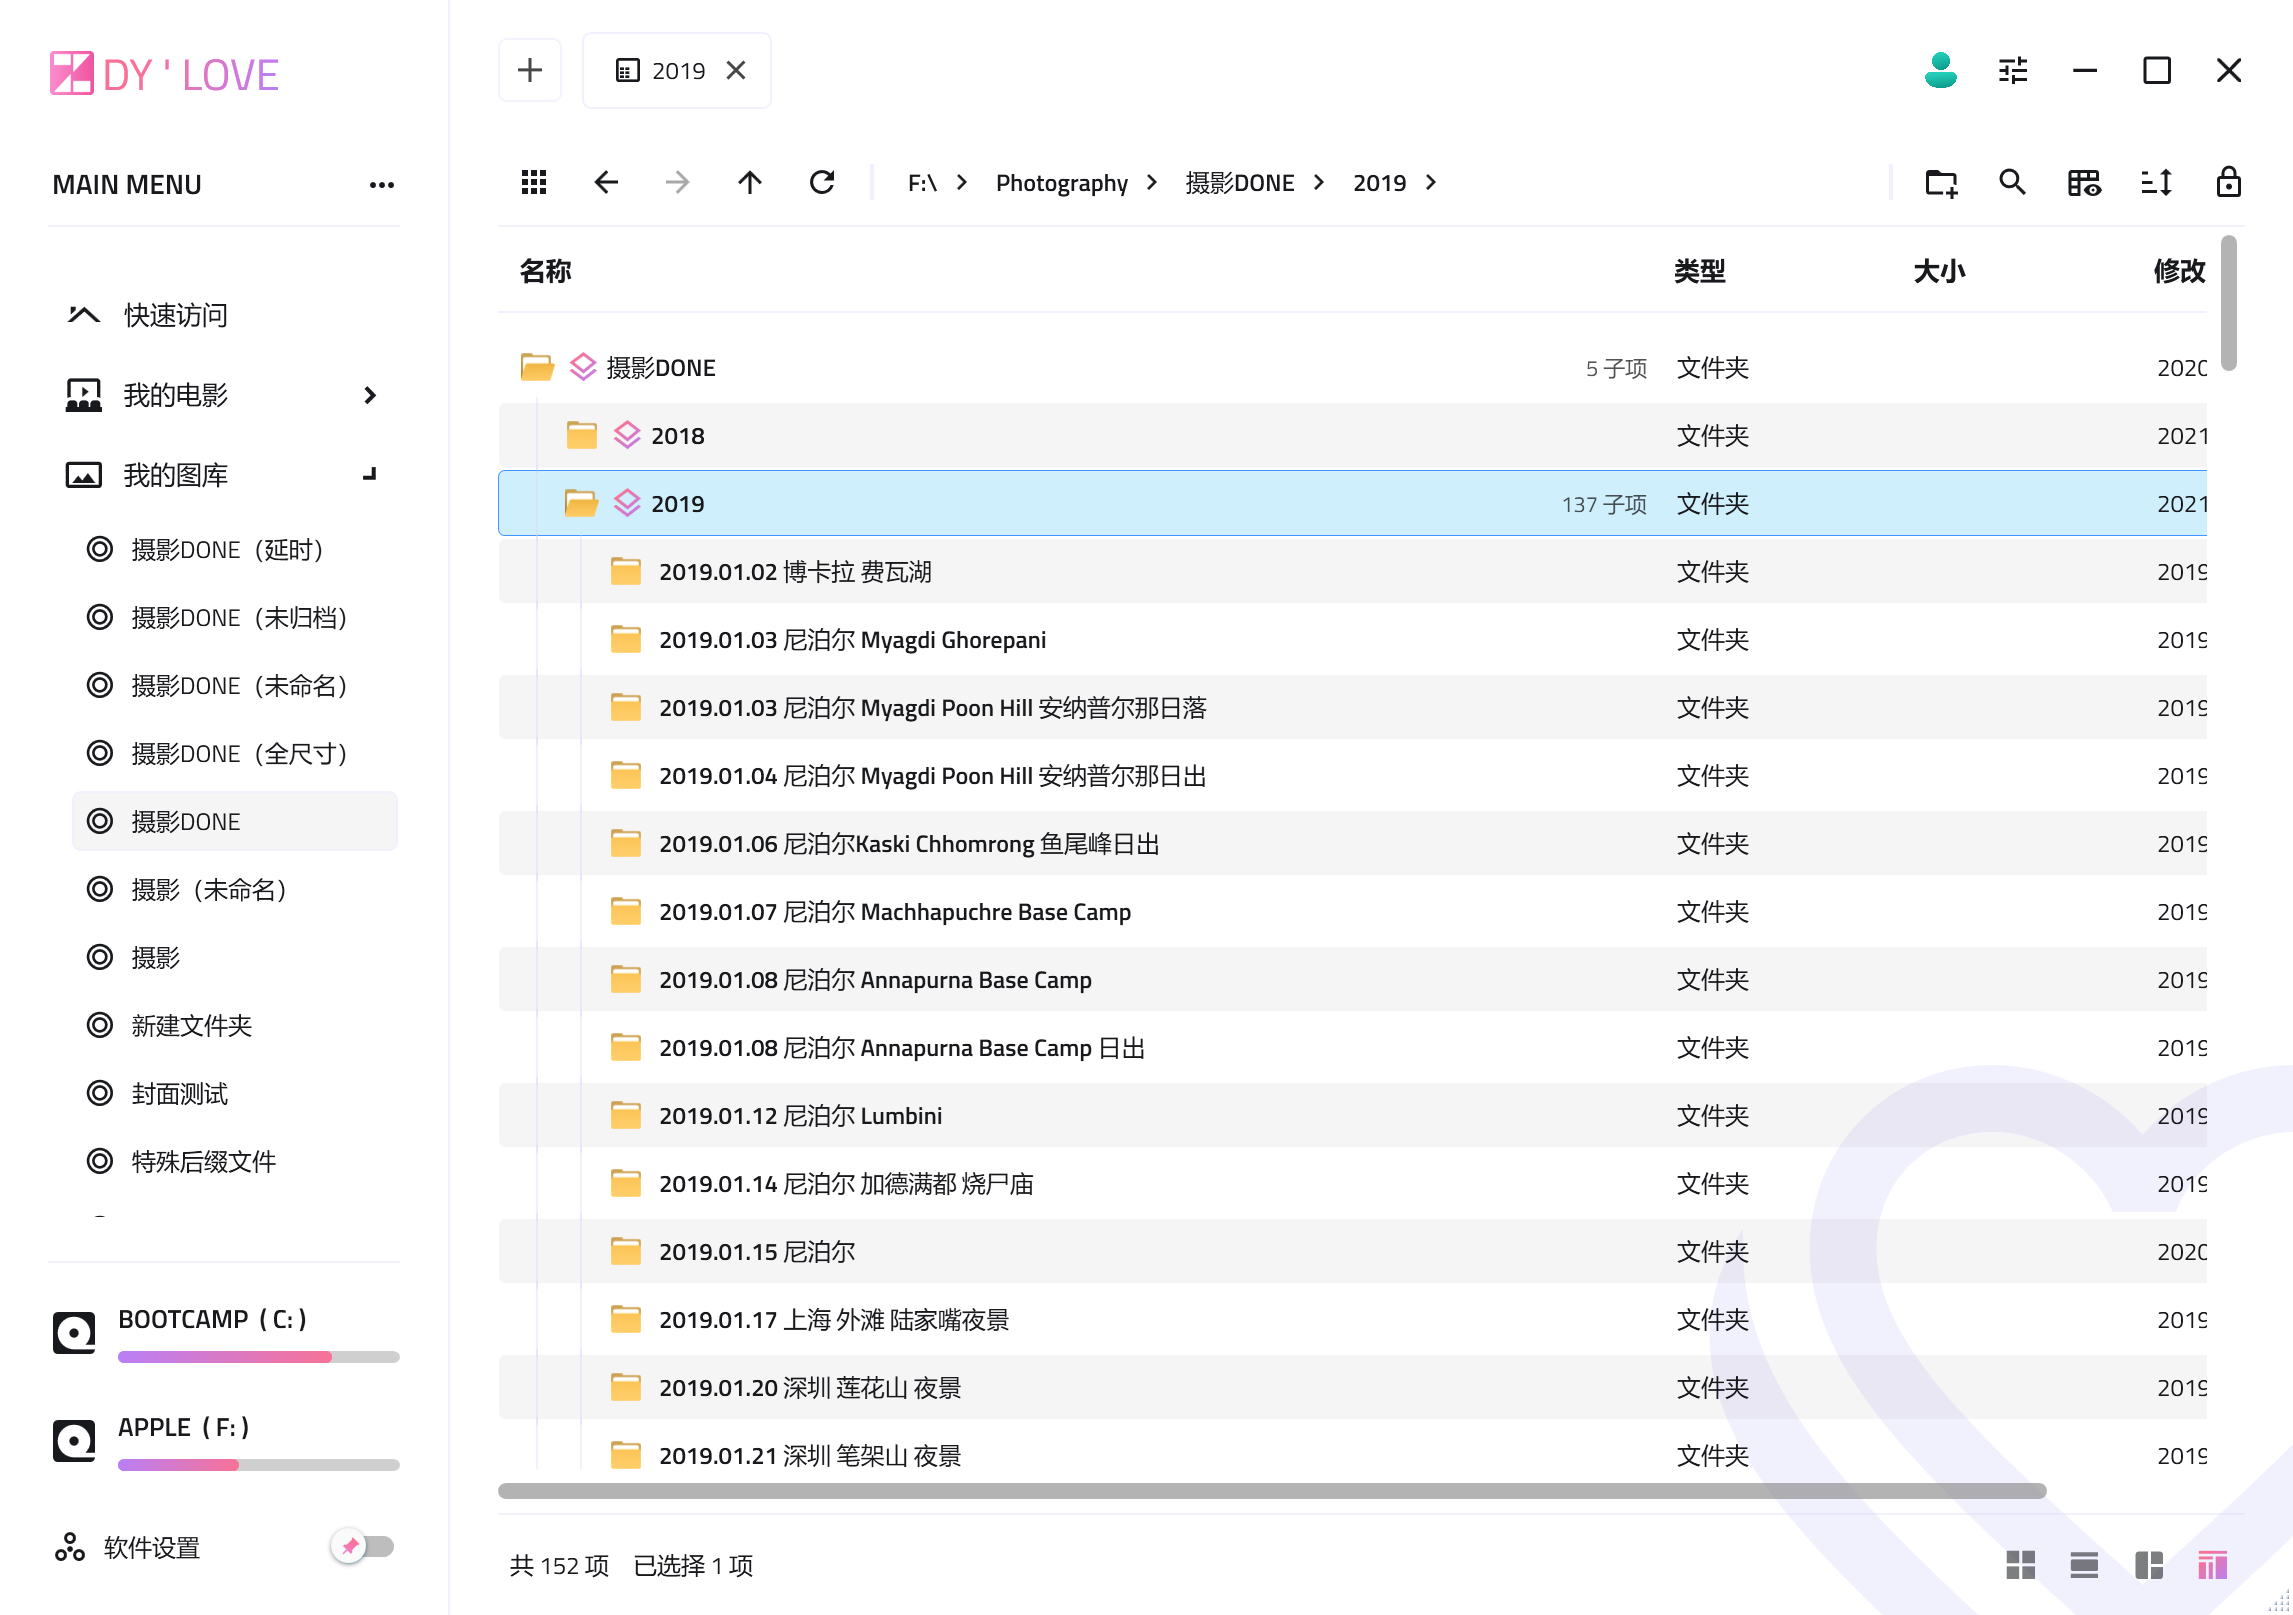 DY ' LOVE
2019
MAIN MENU
F:\ Photography 摄影DONE 2019
名称 类型 大小 修改
快速访问
我的电影
我的图库
摄影DONE（延时）
摄影DONE（未归档）
摄影DONE（未命名）
摄影DONE（全尺寸）
摄影DONE
摄影（未命名）
摄影
新建文件夹
封面测试
特殊后缀文件
BOOTCAMP ( C: )
APPLE ( F: )
软件设置
摄影DONE 5 子项 文件夹 2020
2018 文件夹 2021
2019 137 子项 文件夹 2021
2019.01.02 博卡拉 费瓦湖 文件夹 2019
2019.01.03 尼泊尔 Myagdi Ghorepani 文件夹 2019
2019.01.03 尼泊尔 Myagdi Poon Hill 安纳普尔那日落 文件夹 2019
2019.01.04 尼泊尔 Myagdi Poon Hill 安纳普尔那日出 文件夹 2019
2019.01.06 尼泊尔Kaski Chhomrong 鱼尾峰日出 文件夹 2019
2019.01.07 尼泊尔 Machhapuchre Base Camp 文件夹 2019
2019.01.08 尼泊尔 Annapurna Base Camp 文件夹 2019
2019.01.08 尼泊尔 Annapurna Base Camp 日出 文件夹 2019
2019.01.12 尼泊尔 Lumbini 文件夹 2019
2019.01.14 尼泊尔 加德满都 烧尸庙 文件夹 2019
2019.01.15 尼泊尔 文件夹 2020
2019.01.17 上海 外滩 陆家嘴夜景 文件夹 2019
2019.01.20 深圳 莲花山 夜景 文件夹 2019
2019.01.21 深圳 笔架山 夜景 文件夹 2019
共 152 项 已选择 1 项